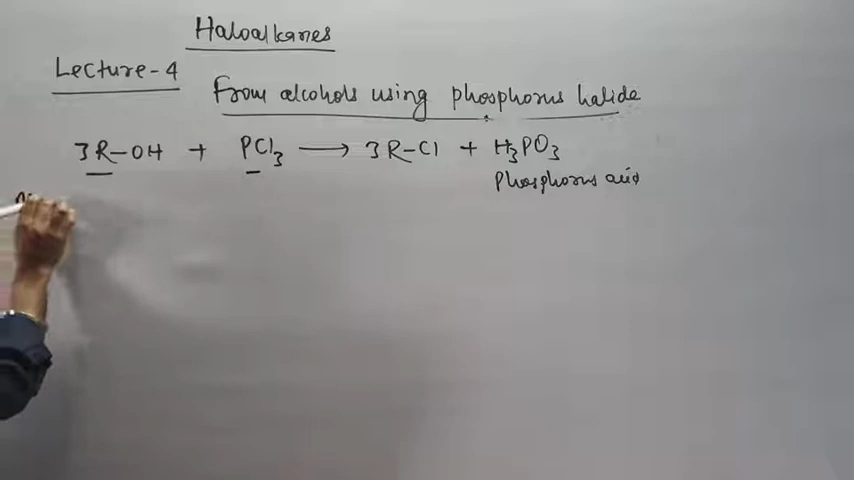 Haloalkanes
Lecture-4
From alcohols using phosphorus halide
3R-OH + PCl3 ⟶ 3R-Cl + H3PO3
Phosphorus acid